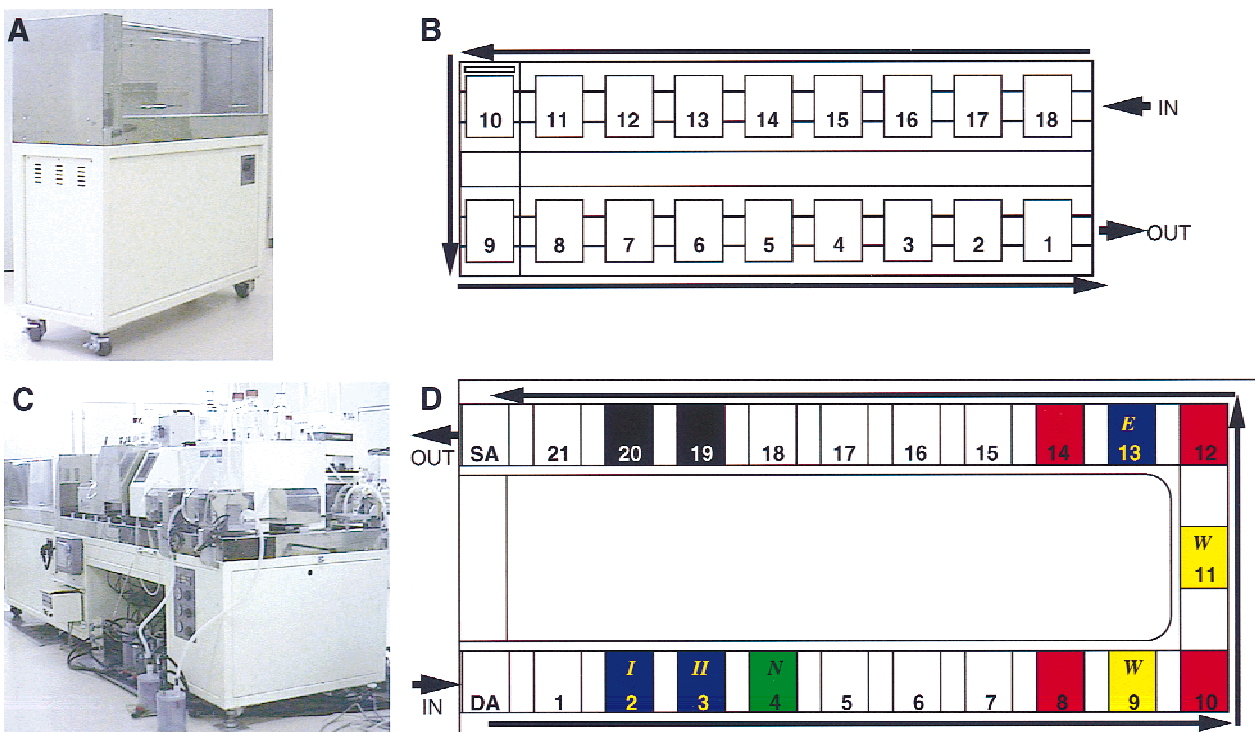 A
B
10 11 12 13 14 15 16 17 18
IN
9 8 7 6 5 4 3 2 1
OUT
C
D
OUT
SA 21 20 19 18 17 16 15 14 E 13 12
W
11
IN
I II N W
DA 1 2 3 4 5 6 7 8 9 10